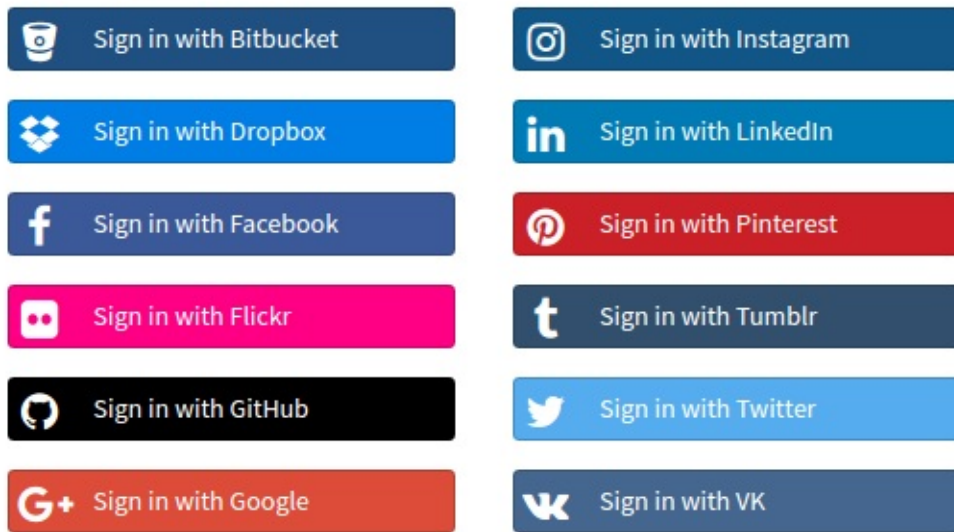 Sign in with Bitbucket
Sign in with Dropbox
Sign in with Facebook
Sign in with Flickr
Sign in with GitHub
Sign in with Google
Sign in with Instagram
Sign in with LinkedIn
Sign in with Pinterest
Sign in with Tumblr
Sign in with Twitter
Sign in with VK